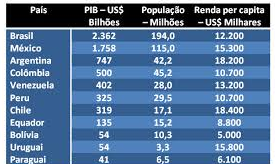 País PIB – US$ Bilhões População – Milhões Renda per capita - US$ Milhares
Brasil 2.362 194,0 12.200
México 1.758 115,0 15.300
Argentina 747 42,2 18.200
Colômbia 500 45,2 10.700
Venezuela 402 28,0 13.200
Peru 325 29,5 10.700
Chile 319 17,1 18.400
Equador 135 15,2 8.800
Bolívia 54 10,3 5.000
Uruguai 54 3,3 15.800
Paraguai 41 6,5 6.100